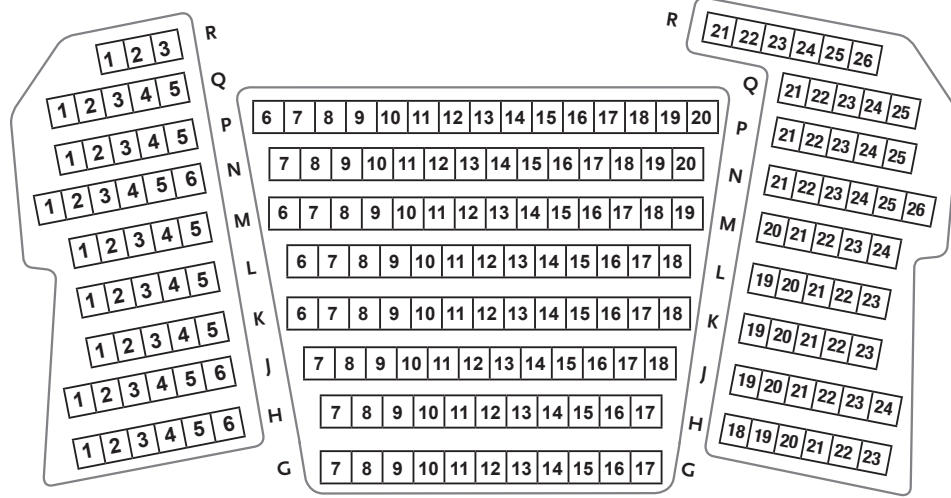 1 2 3 R
R 21 22 23 24 25 26
1 2 3 4 5 Q
Q 21 22 23 24 25
1 2 3 4 5 P 6 7 8 9 10 11 12 13 14 15 16 17 18 19 20 P 21 22 23 24 25
1 2 3 4 5 6 N 7 8 9 10 11 12 13 14 15 16 17 18 19 20 N 21 22 23 24 25 26
1 2 3 4 5 M 6 7 8 9 10 11 12 13 14 15 16 17 18 19 M 20 21 22 23 24
1 2 3 4 5 L 6 7 8 9 10 11 12 13 14 15 16 17 18 L 19 20 21 22 23
1 2 3 4 5 K 6 7 8 9 10 11 12 13 14 15 16 17 18 K 19 20 21 22 23
1 2 3 4 5 6 J 7 8 9 10 11 12 13 14 15 16 17 18 J 19 20 21 22 23 24
1 2 3 4 5 6 H 7 8 9 10 11 12 13 14 15 16 17 H 18 19 20 21 22 23
G 7 8 9 10 11 12 13 14 15 16 17 G